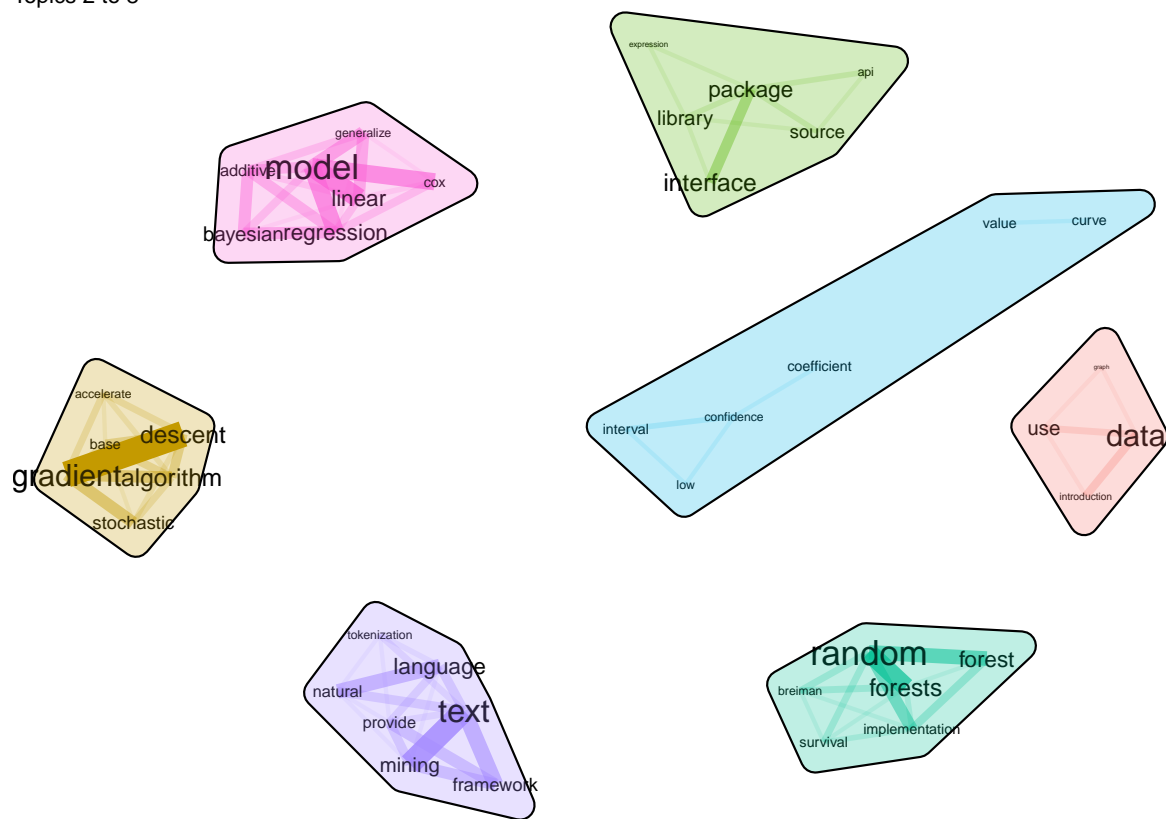 Topics 2 to 8
expression
api
package
library
source
interface
generalize
additive
model
cox
linear
bayesian
regression
value
curve
coefficient
confidence
interval
low
graph
use
data
introduction
accelerate
base
descent
gradient
algorithm
stochastic
tokenization
language
natural
text
provide
mining
framework
random
forest
breiman
forests
implementation
survival